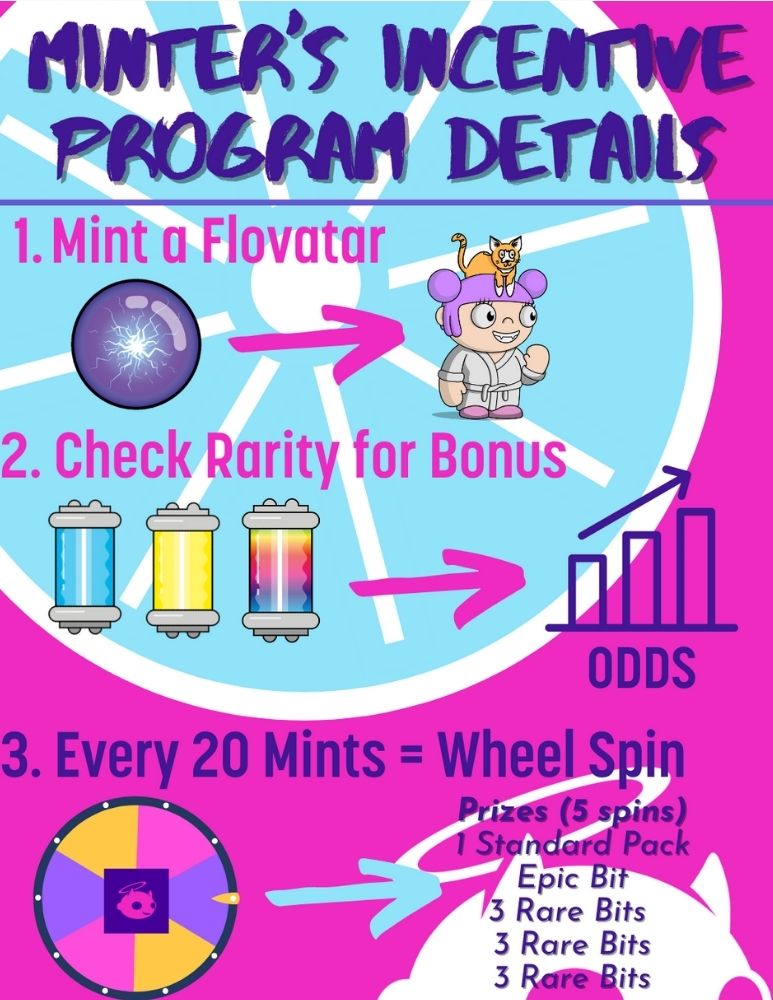 MINTER'S INCENTIVE
PROGRAM DETAILS
1. Mint a Flovatar
2. Check Rarity for Bonus
ODDS
3. Every 20 Mints = Wheel Spin
Prizes (5 spins)
1 Standard Pack
Epic Bit
3 Rare Bits
3 Rare Bits
3 Rare Bits